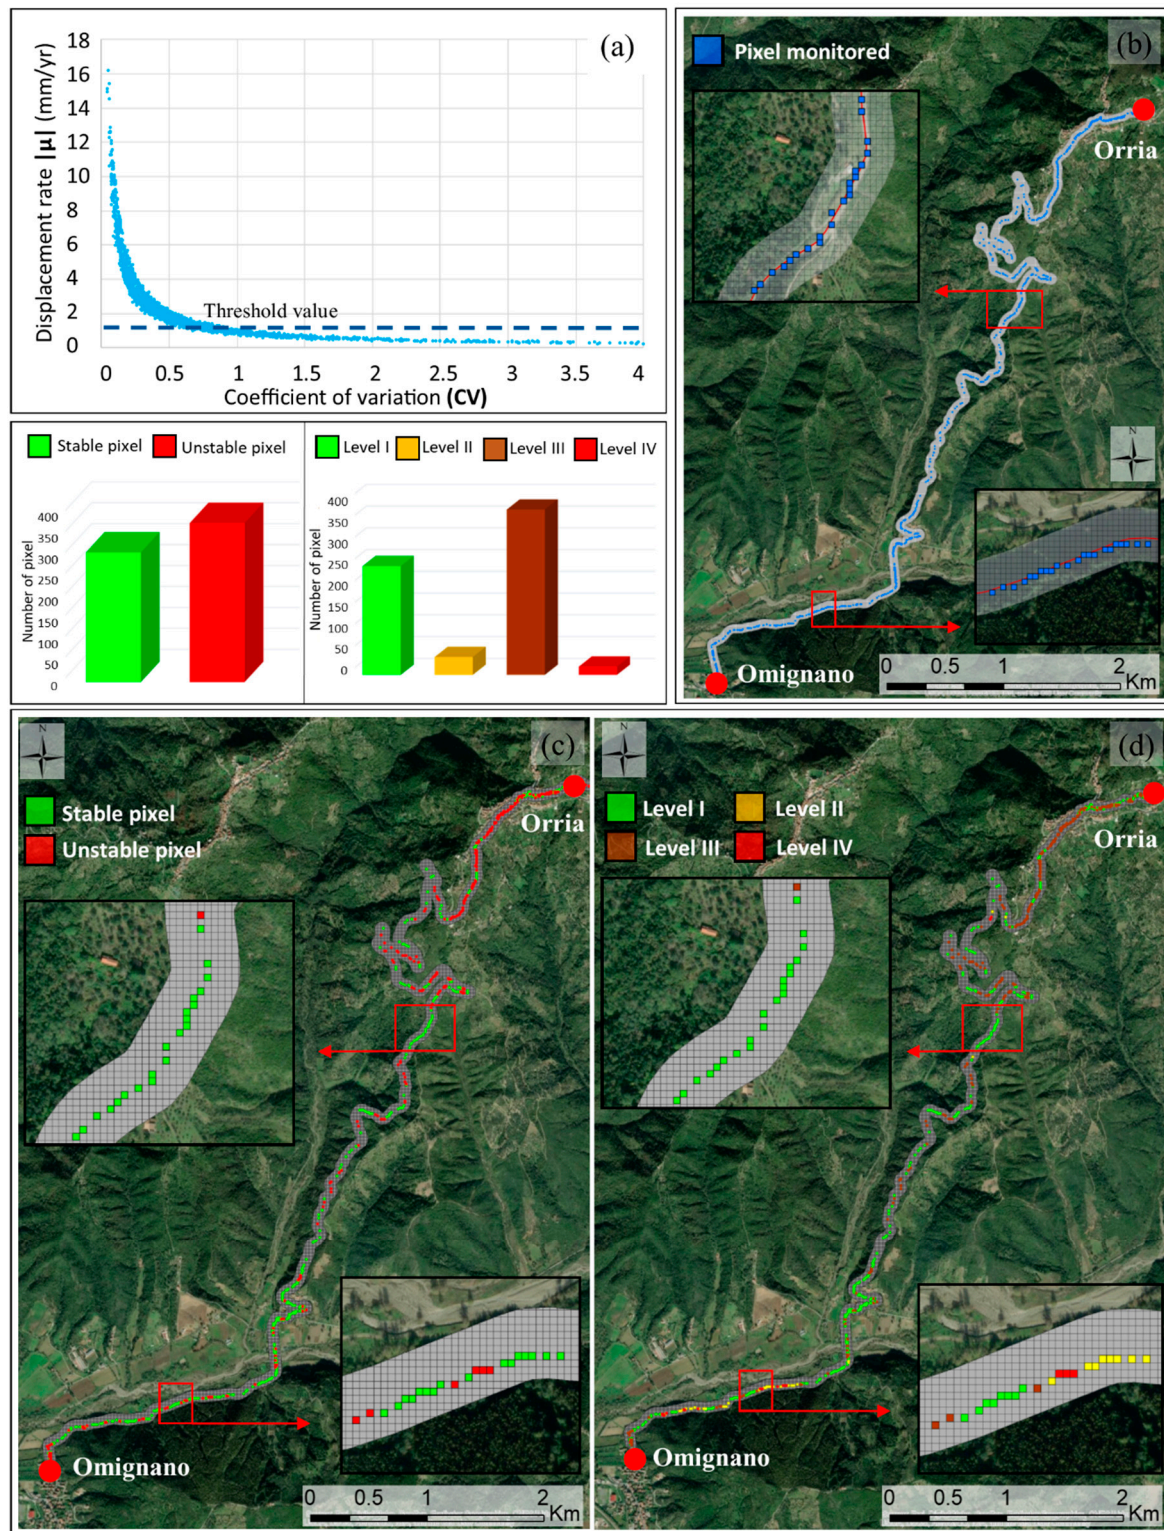 (a)
18
16
14
12
10
8
6
4
2
0
Displacement rate |μ| (mm/yr)
Threshold value
0 0.5 1 1.5 2 2.5 3 3.5 4
Coefficient of variation (CV)
(b)
Pixel monitored
Orria
N
Omignano
0 0.5 1 2
Km
Stable pixel Unstable pixel
400
350
300
250
200
150
100
50
0
Number of pixel
Level I Level II Level III Level IV
400
350
300
250
200
150
100
50
0
Number of pixel
N
(c)
Stable pixel
Unstable pixel
Orria
Omignano
0 0.5 1 2
Km
N
(d)
Level I Level II
Level III Level IV
Orria
Omignano
0 0.5 1 2
Km